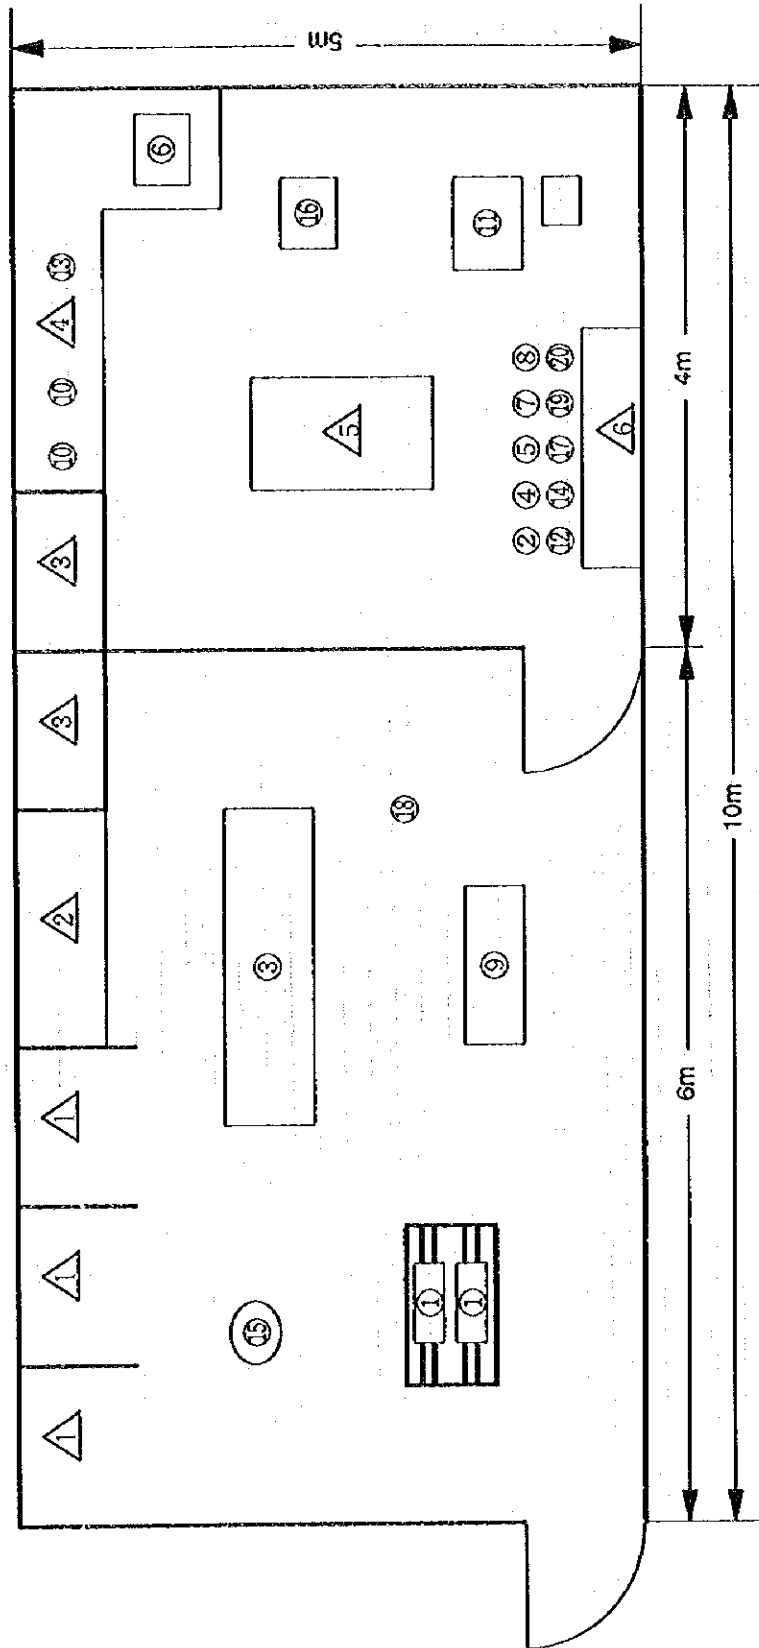 1 1 1 2 3 3 ⑩ ⑩ 4 ⑬
⑥
⑮ ③ ⑯
5
5m
① ⑱
① ⑨ ⑪
② ④ ⑤ ⑦ ⑧
⑫ ⑭ ⑰ ⑲ ⑳
6
6m 4m
10m